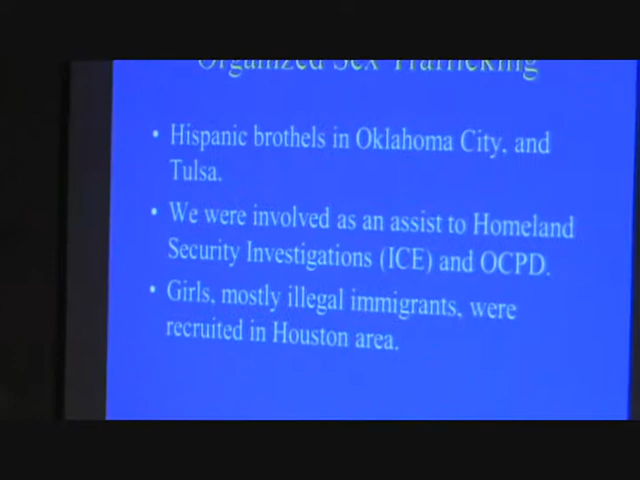 Organized Sex Trafficking
• Hispanic brothels in Oklahoma City, and
Tulsa.
• We were involved as an assist to Homeland
Security Investigations (ICE) and OCPD.
• Girls, mostly illegal immigrants, were
recruited in Houston area.